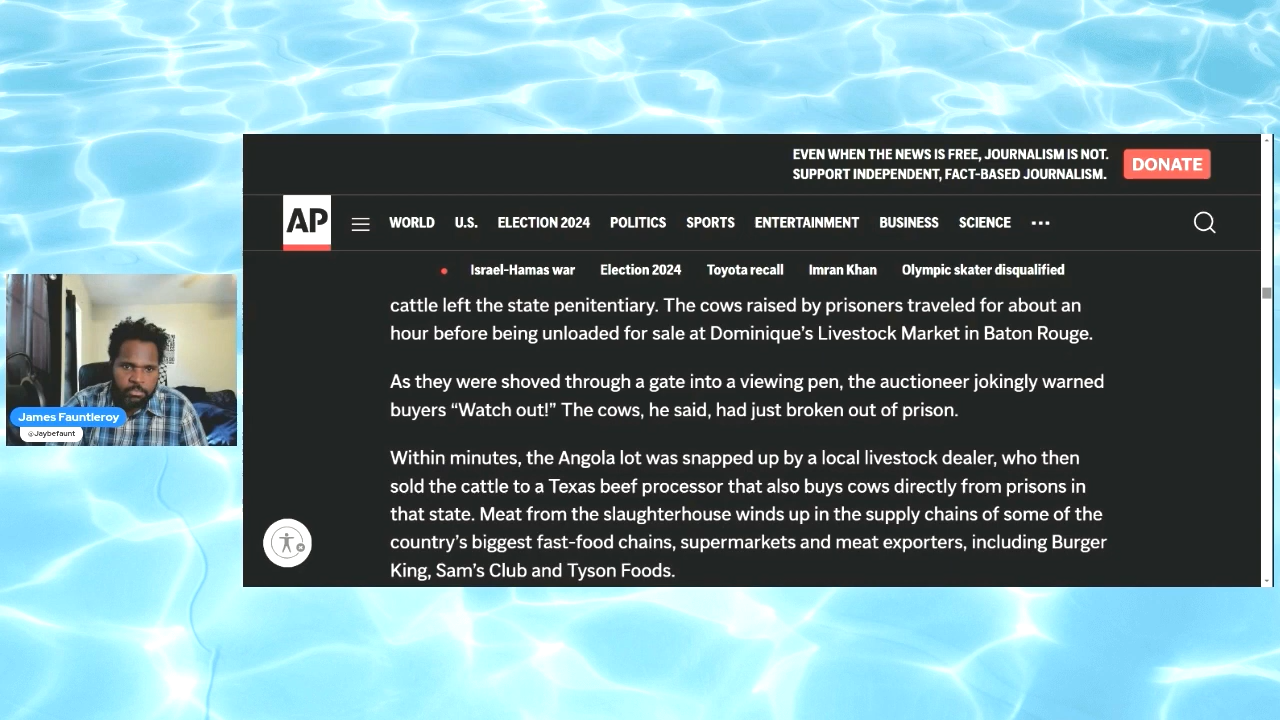 EVEN WHEN THE NEWS IS FREE, JOURNALISM IS NOT.
SUPPORT INDEPENDENT, FACT-BASED JOURNALISM.
DONATE
AP
WORLD U.S. ELECTION 2024 POLITICS SPORTS ENTERTAINMENT BUSINESS SCIENCE
Israel-Hamas war Election 2024 Toyota recall Imran Khan Olympic skater disqualified
cattle left the state penitentiary. The cows raised by prisoners traveled for about an
hour before being unloaded for sale at Dominique’s Livestock Market in Baton Rouge.
As they were shoved through a gate into a viewing pen, the auctioneer jokingly warned
buyers “Watch out!” The cows, he said, had just broken out of prison.
Within minutes, the Angola lot was snapped up by a local livestock dealer, who then
sold the cattle to a Texas beef processor that also buys cows directly from prisons in
that state. Meat from the slaughterhouse winds up in the supply chains of some of the
country’s biggest fast-food chains, supermarkets and meat exporters, including Burger
King, Sam’s Club and Tyson Foods.
James Fauntleroy
@Jaybefaunt